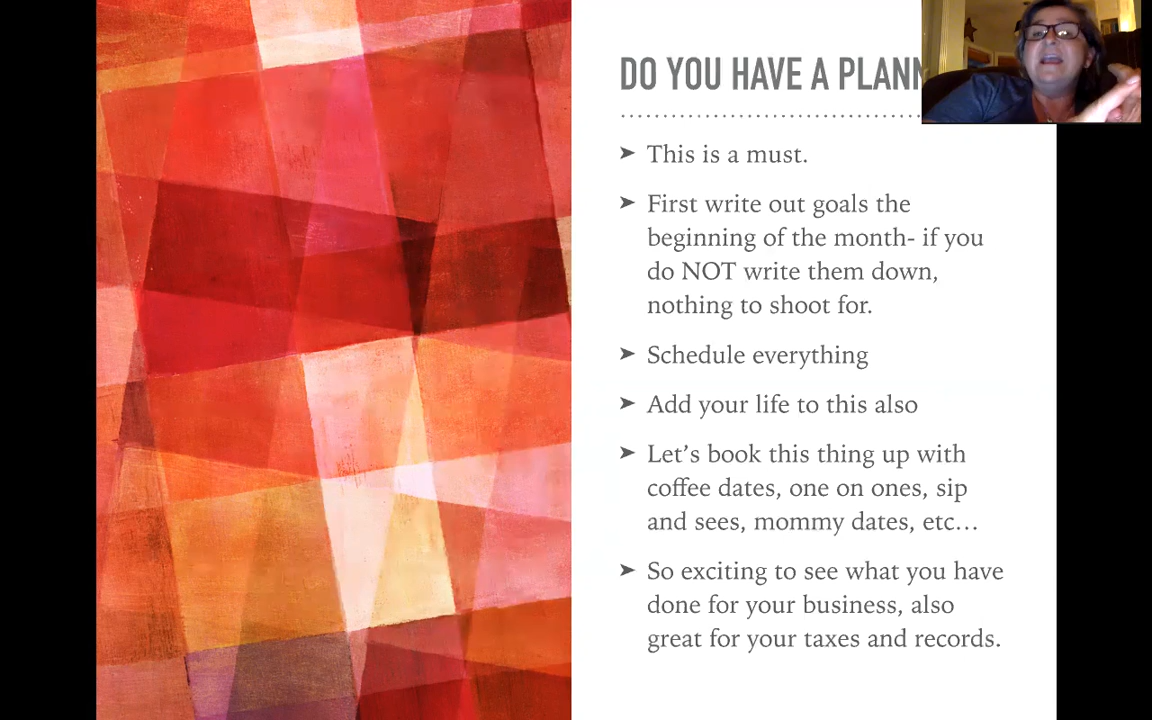 DO YOU HAVE A
➤ This is a must.
➤ First write out goals the
beginning of the month- if you
do NOT write them down,
nothing to shoot for.
➤ Schedule everything
➤ Add your life to this also
➤ Let’s book this thing up with
coffee dates, one on ones, sip
and sees, mommy dates, etc…
➤ So exciting to see what you have
done for your business, also
great for your taxes and records.